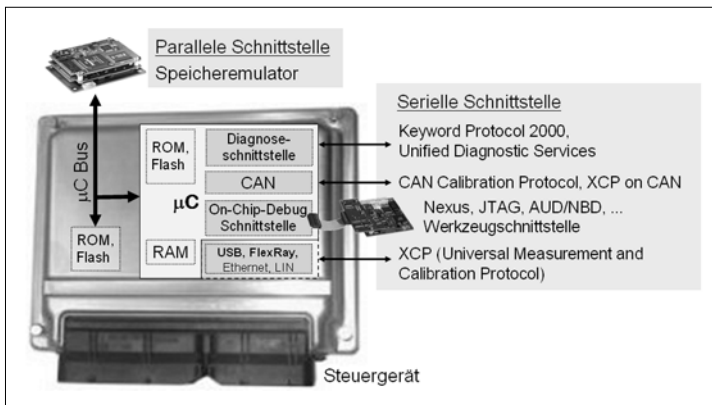 Parallele Schnittstelle
Speicheremulator
Serielle Schnittstelle
µC Bus
ROM,
Flash
Diagnose-
schnittstelle
Keyword Protocol 2000,
Unified Diagnostic Services
µC
CAN
CAN Calibration Protocol, XCP on CAN
On-Chip-Debug
Schnittstelle
Nexus, JTAG, AUD/NBD, ...
Werkzeugschnittstelle
ROM,
Flash
RAM
USB, FlexRay,
Ethernet, LIN
XCP (Universal Measurement and
Calibration Protocol)
Steuergerät